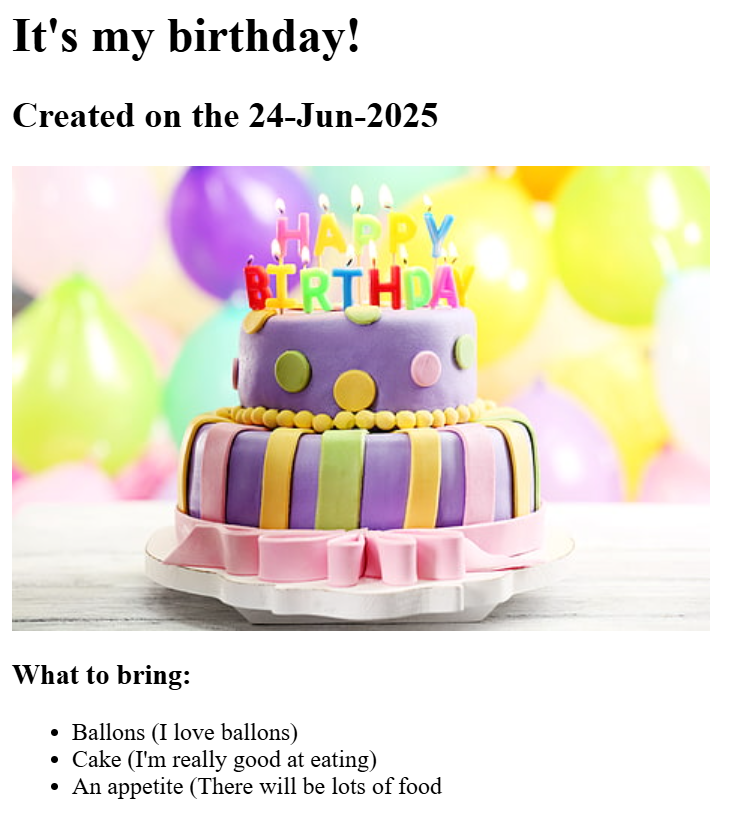 It's my birthday!
Created on the 24-Jun-2025
HAPPY
BIRTHDAY
What to bring:
• Ballons (I love ballons)
• Cake (I'm really good at eating)
• An appetite (There will be lots of food